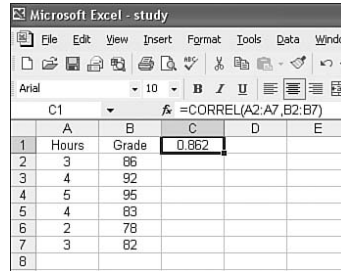 Microsoft Excel - study
File Edit View Insert Format Tools Data
Arial 10 B I U
C1 fx =CORREL(A2:A7,B2:B7)
A B C D E
1 Hours Grade 0.862
2 3 86
3 4 92
4 5 95
5 4 83
6 2 78
7 3 82
8